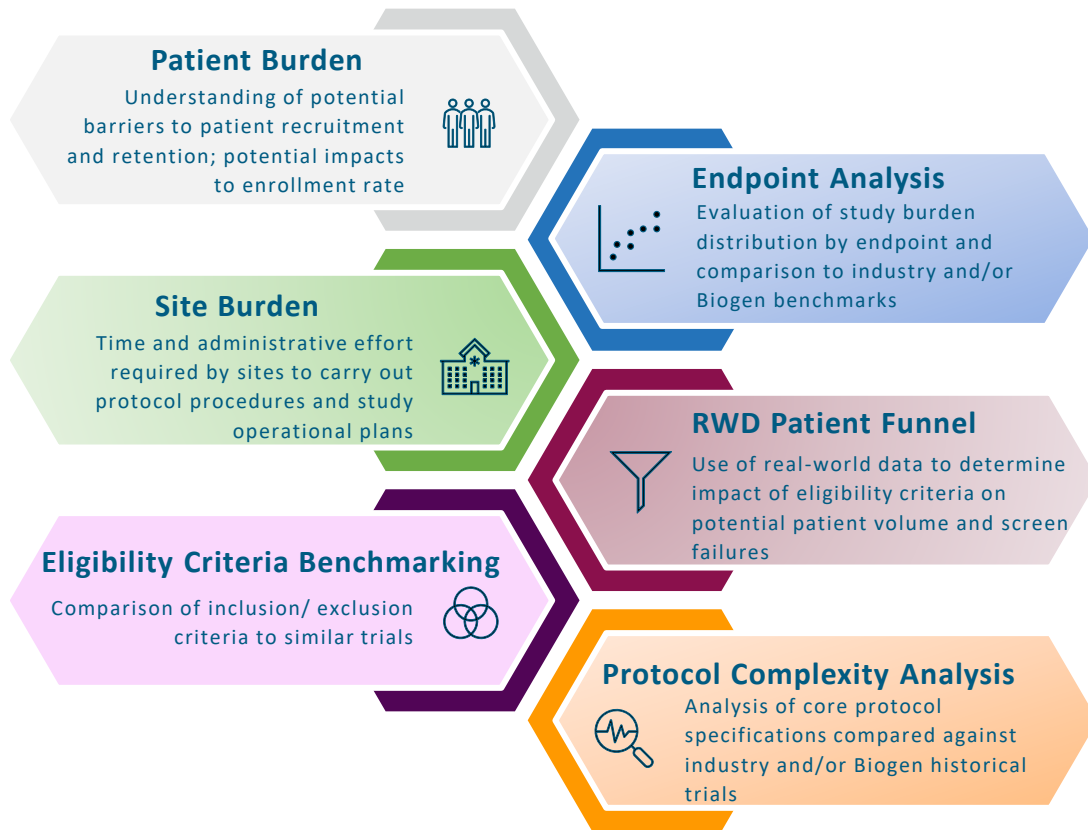 Patient Burden
Understanding of potential
barriers to patient recruitment
and retention; potential impacts
to enrollment rate
Endpoint Analysis
Evaluation of study burden
distribution by endpoint and
comparison to industry and/or
Biogen benchmarks
Site Burden
Time and administrative effort
required by sites to carry out
protocol procedures and study
operational plans
RWD Patient Funnel
Use of real-world data to determine
impact of eligibility criteria on
potential patient volume and screen
failures
Eligibility Criteria Benchmarking
Comparison of inclusion/ exclusion
criteria to similar trials
Protocol Complexity Analysis
Analysis of core protocol
specifications compared against
industry and/or Biogen historical
trials